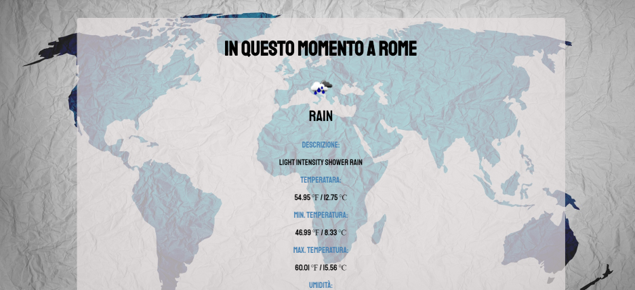 IN QUESTO MOMENTO A ROME
RAIN
DESCRIZIONE:
LIGHT INTENSITY SHOWER RAIN
TEMPERATARA:
54.95 °F / 12.75 °C
MIN. TEMPERATURA:
46.99 °F / 8.33 °C
MAX. TEMPERATURA:
60.01 °F / 15.56 °C
UMIDITÀ: